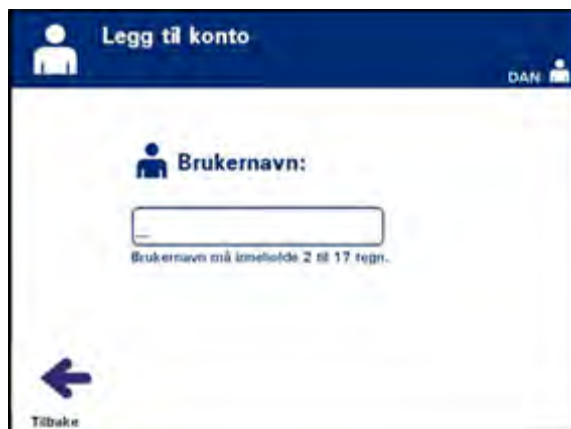 Legg til konto
DAN
Brukernavn:
_
Brukernavn må inneholde 2 til 17 tegn.
Tilbake